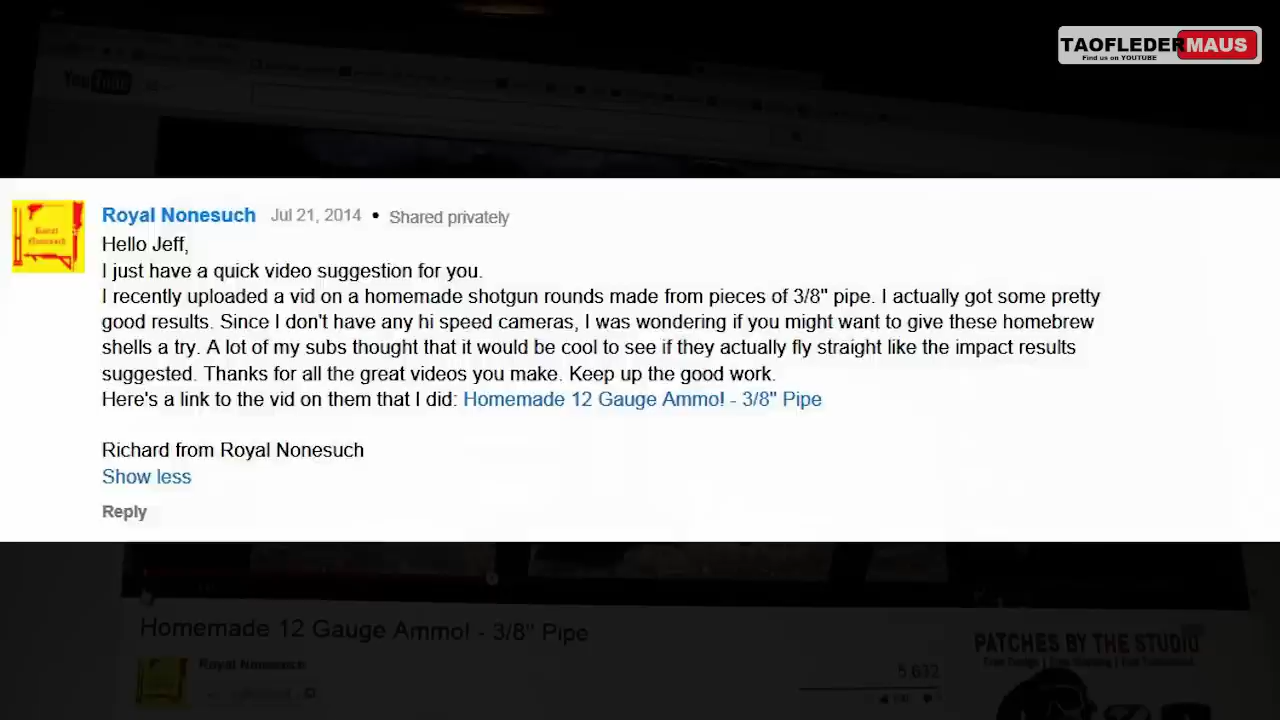 TAOFLEDERMAUS
Find us on YOUTUBE
YouTube
Royal Nonesuch Jul 21, 2014 • Shared privately
Royal
Nonesuch
Hello Jeff,
I just have a quick video suggestion for you.
I recently uploaded a vid on a homemade shotgun rounds made from pieces of 3/8" pipe. I actually got some pretty
good results. Since I don't have any hi speed cameras, I was wondering if you might want to give these homebrew
shells a try. A lot of my subs thought that it would be cool to see if they actually fly straight like the impact results
suggested. Thanks for all the great videos you make. Keep up the good work.
Here's a link to the vid on them that I did: Homemade 12 Gauge Ammo! - 3/8" Pipe
Richard from Royal Nonesuch
Show less
Reply
Homemade 12 Gauge Ammo! - 3/8" Pipe
Royal Nonesuch
5,632
PATCHES BY THE STUDIO